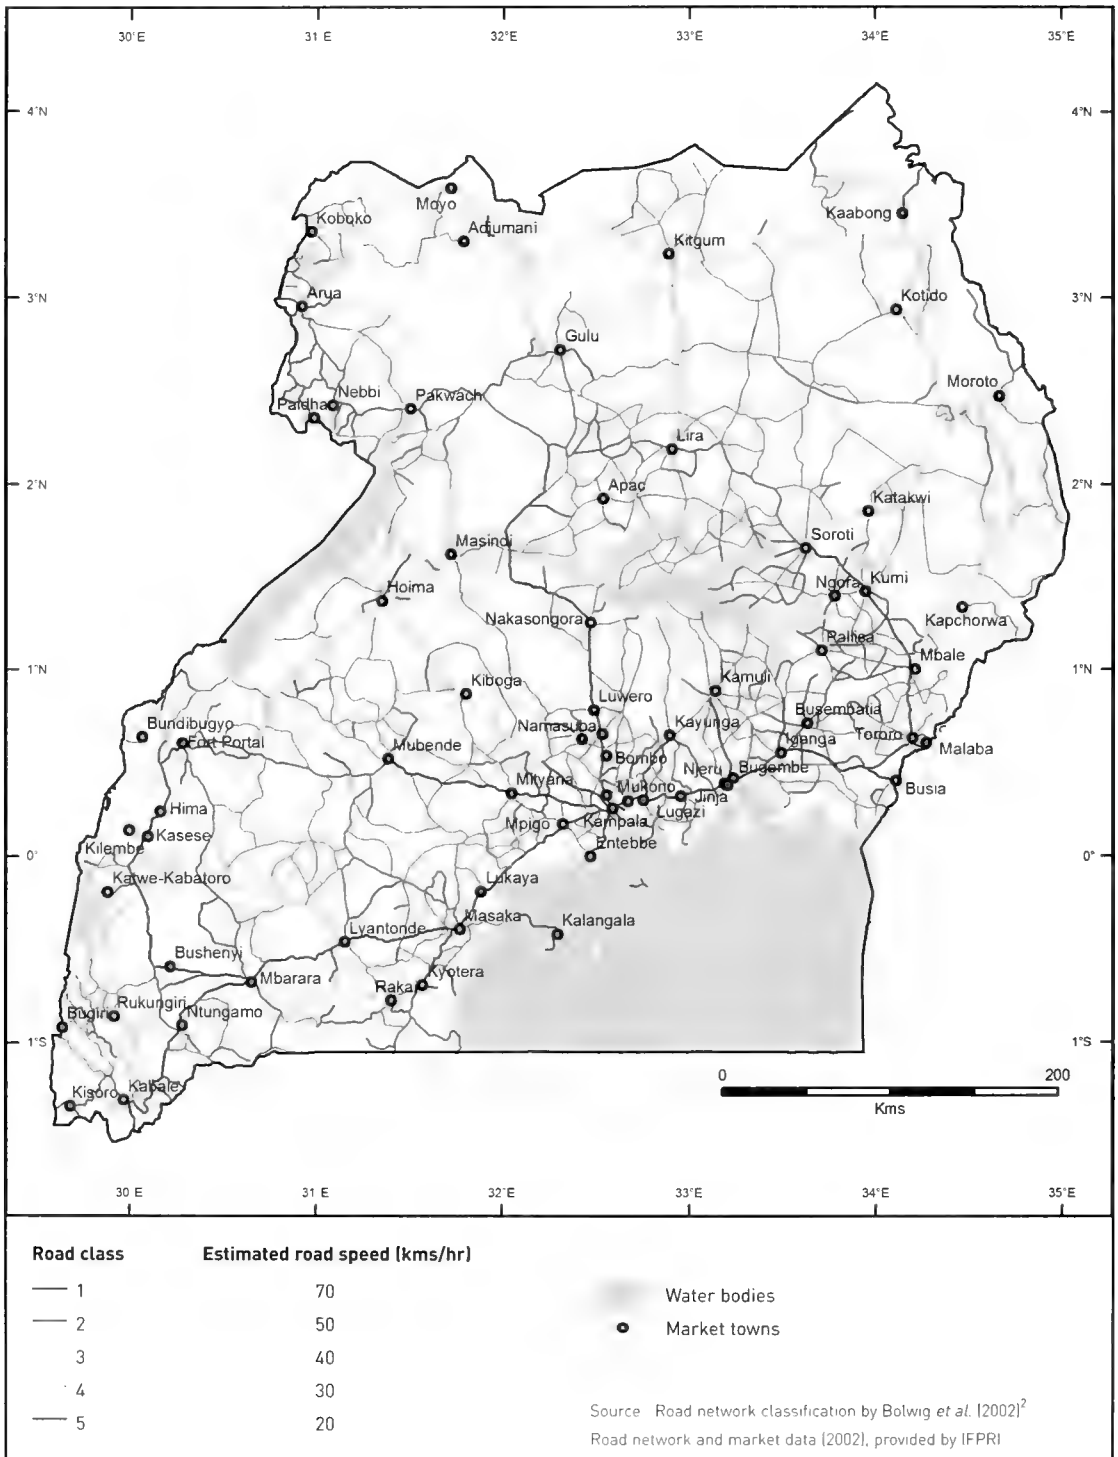 30°E 31 E 32°E 33°E 34°E 35°E
4°N 4°N
Moyo
Kaabong
Koboko
Adjumani
Kitgum
3°N Arua Kotido 3°N
Gulu
Moroto
Nebbi
Pakwach
Paidha
Lira
2°N Apac Katakwi 2°N
Soroti
Masindi
Hoima Ngora Kumi
Nakasongora Kapchorwa
Pallisa
1°N Mbale 1°N
Kiboga Kamuli
Luwero Busembatia
Bundibugyo Namasuba Kayunga
Fort Portal Mubende Iganga Tororo Malaba
Bombo
Mityana Njeru Bugembe
Mukono Busia
Hima Jinja
Mpigo Kampala Lugazi
Kilembe Kasese
0° Entebbe 0°
Katwe-Kabatoro Lukaya
Masaka Kalangala
Lyantonde
Bushenyi
Mbarara Kyotera
Rakai
Rukungiri
Bugiri Ntungamo
1°S 1°S
0 200
Kisoro Kabale
Kms
30 E 31 E 32°E 33°E 34°E 35°E
Road class Estimated road speed (kms/hr)
1 70
Water bodies
2 50
Market towns
3 40
4 30
5 20
Source Road network classification by Bolwig et al. (2002)2
Road network and market data (2002), provided by IFPRI